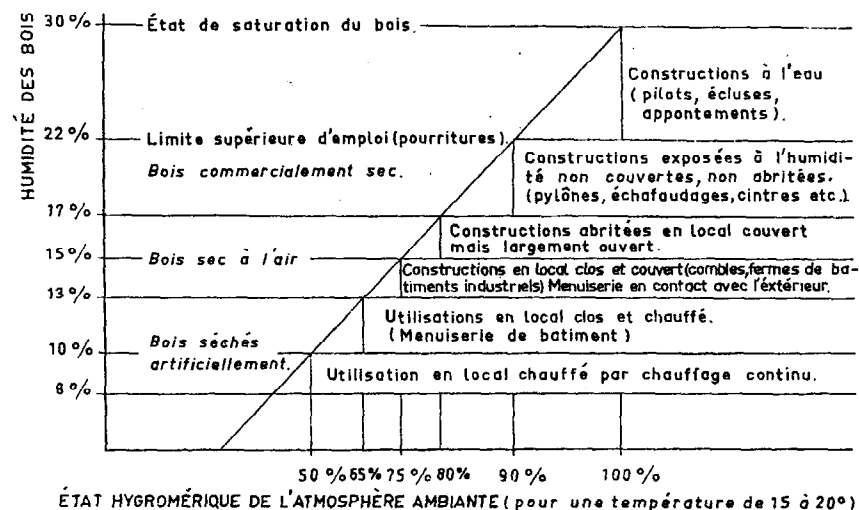 HUMIDITÉ DES BOIS
30 % État de saturation du bois.
Constructions à l'eau
( pilots, écluses,
appontements ).
22 % Limite supérieure d'emploi (pourritures).
Bois commercialement sec.
Constructions exposées à l'humidi-
té non couvertes, non abritées.
(pylônes, échafaudages, cintres etc.)
17 %
Constructions abritées en local couvert
mais largement ouvert.
15 %
Bois sec à l'air
Constructions en local clos et couvert (combles, fermes de ba-
timents industriels) Menuiserie en contact avec l'éxtérieur.
13 %
Utilisations en local clos et chauffé.
( Menuiserie de batiment )
Bois séchés
artificiellement.
10 %
Utilisation en local chauffé par chauffage continu.
50 % 65% 75 % 80% 90 % 100 %
ÉTAT HYGROMÉRIQUE DE L'ATMOSPHÈRE AMBIANTE ( pour une température de 15 à 20° )